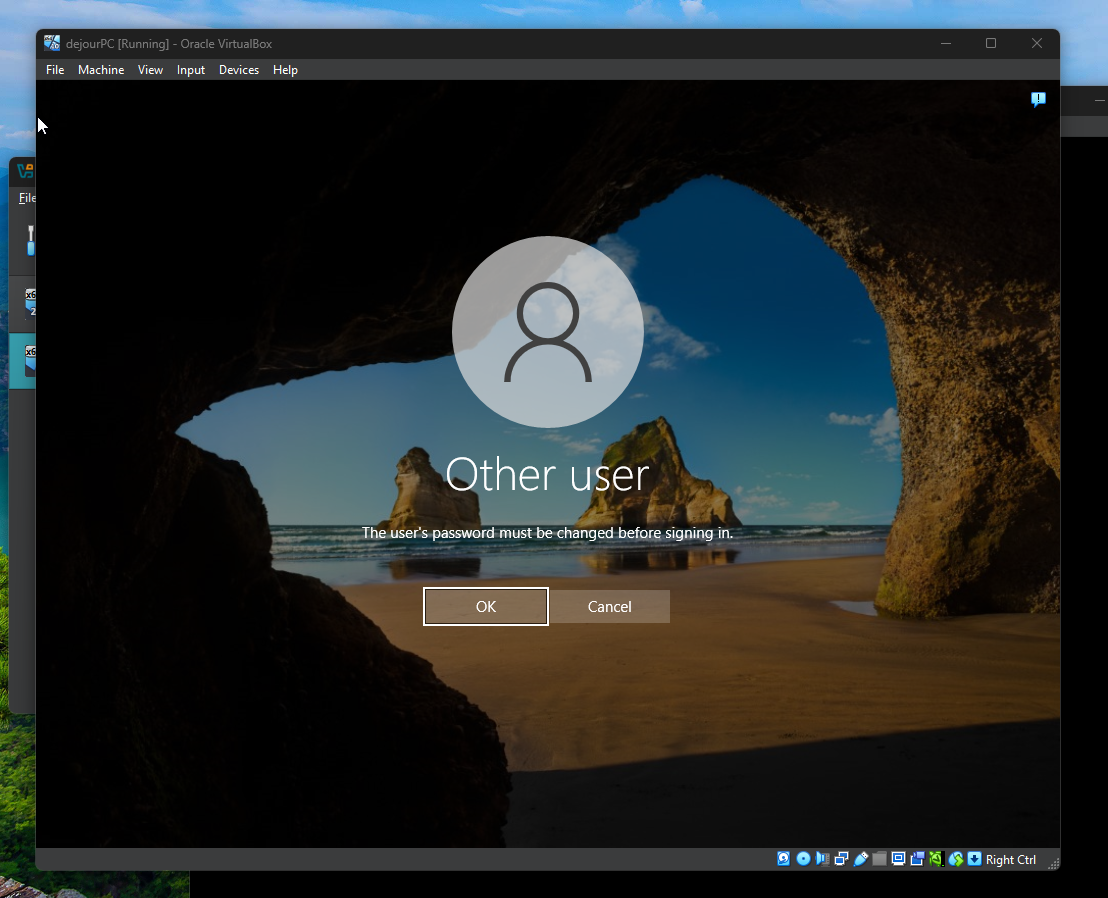 dejourPC [Running] - Oracle VirtualBox
File Machine View Input Devices Help
File
Other user
The user's password must be changed before signing in.
OK Cancel
Right Ctrl